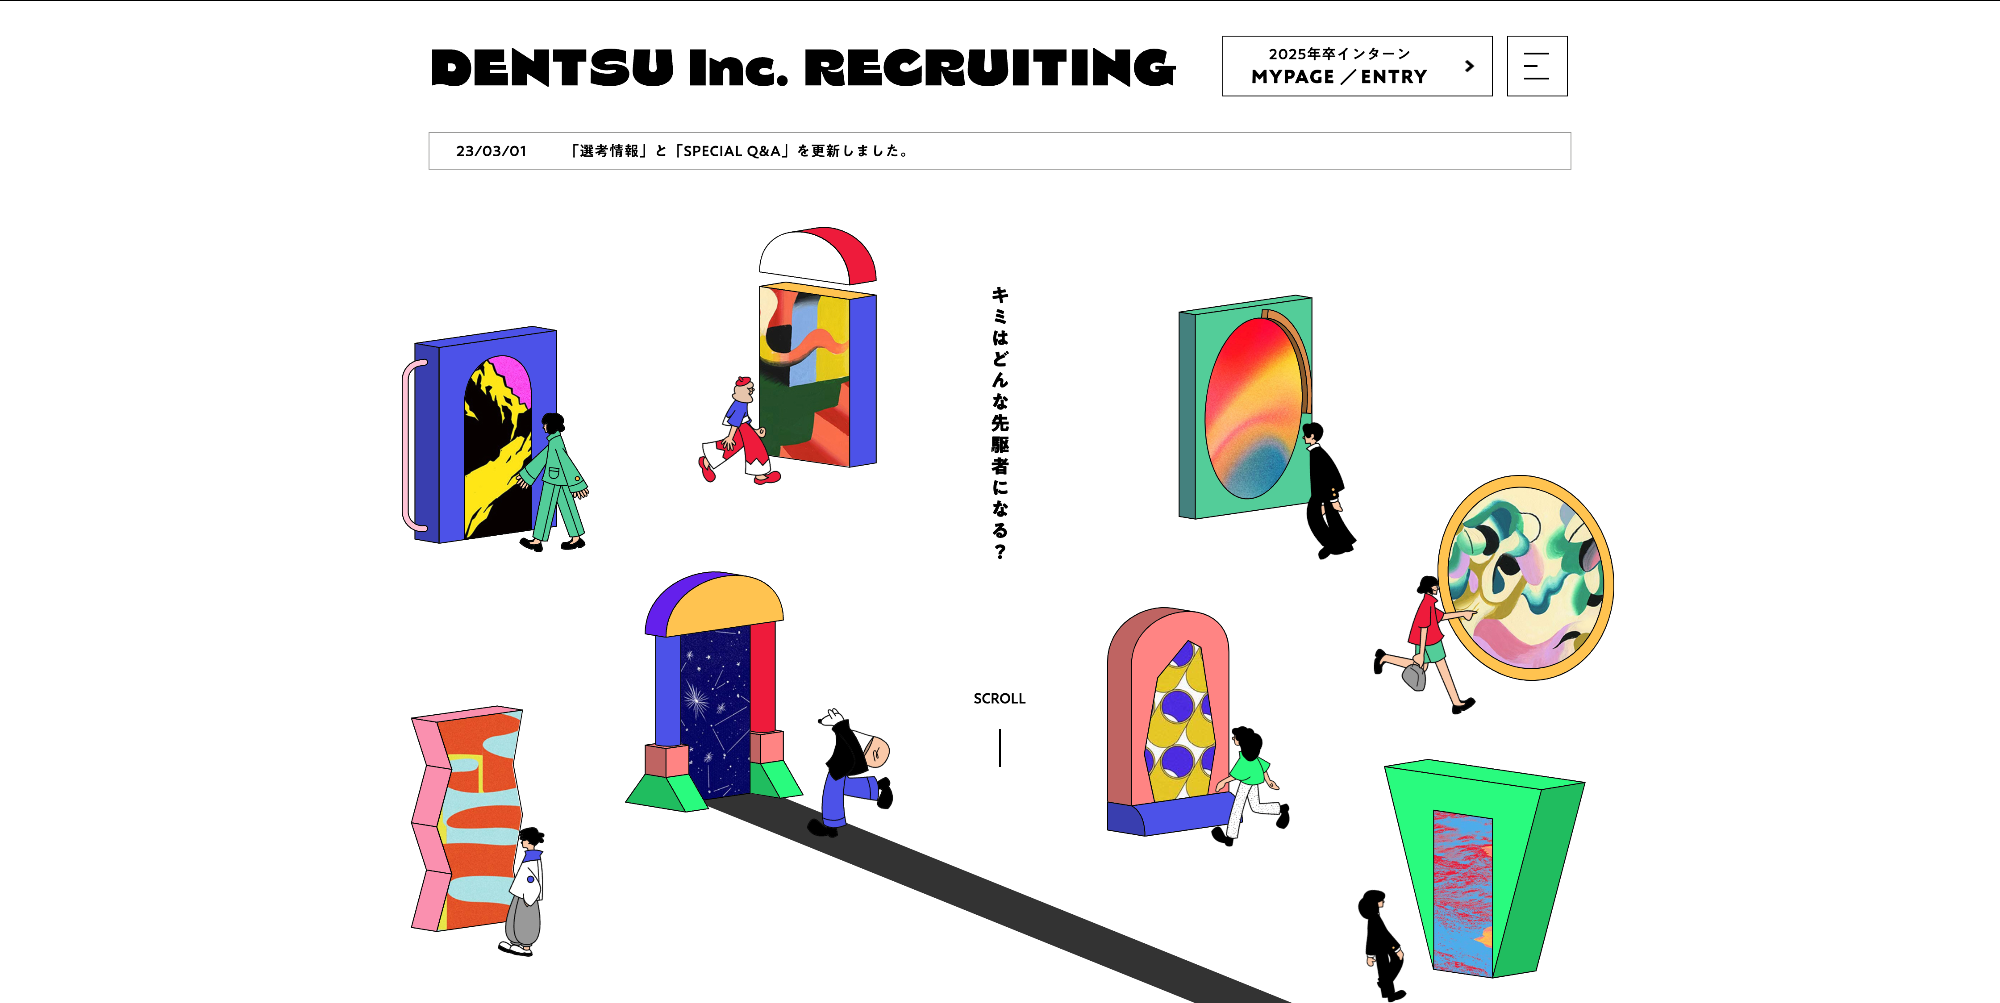 DENTSU Inc. RECRUITING
2025年卒インターン
MYPAGE ／ENTRY
23/03/01 「選考情報」と「SPECIAL Q&A」を更新しました。
キミはどんな先駆者になる？
SCROLL